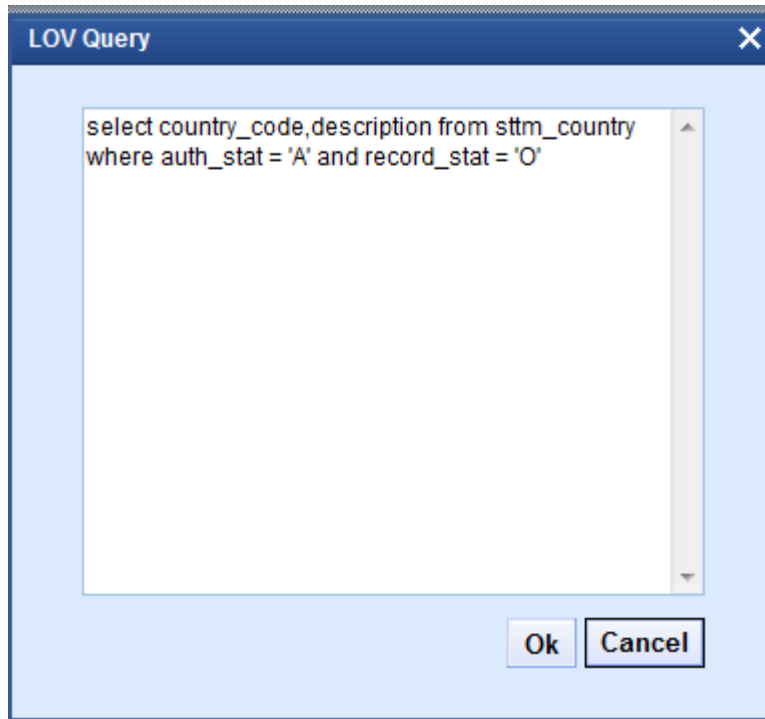 LOV Query
select country_code,description from sttm_country
where auth_stat = 'A' and record_stat = 'O'
Ok Cancel